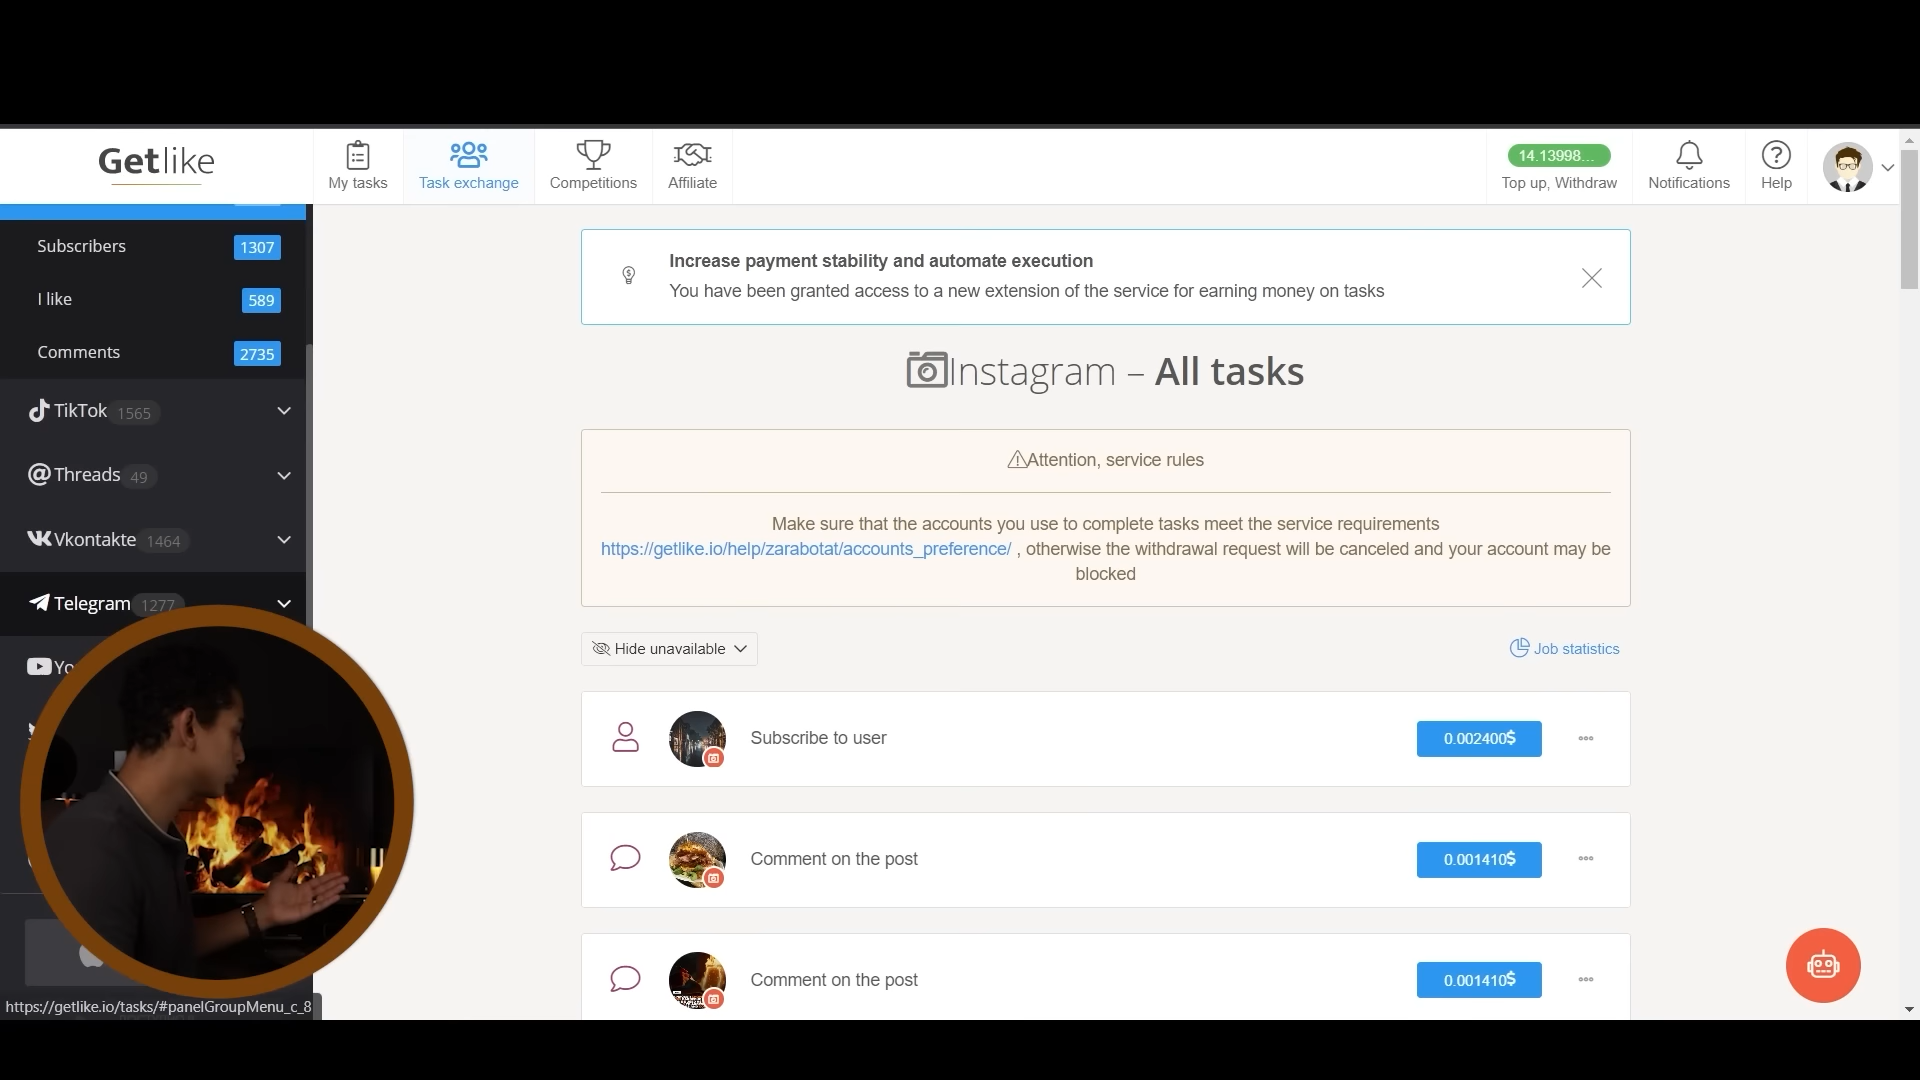 Getlike
My tasks
Task exchange
Competitions
Affiliate
14.13998...
Top up, Withdraw
Notifications
Help
Subscribers 1307
I like 589
Comments 2735
TikTok 1565
Threads 49
Vkontakte 1464
Telegram 1277
https://getlike.io/tasks/#panelGroupMenu_c_8
Increase payment stability and automate execution
You have been granted access to a new extension of the service for earning money on tasks
Instagram – All tasks
Attention, service rules
Make sure that the accounts you use to complete tasks meet the service requirements
https://getlike.io/help/zarabotat/accounts_preference/ , otherwise the withdrawal request will be canceled and your account may be
blocked
Hide unavailable
Job statistics
Subscribe to user 0.002400$
Comment on the post 0.001410$
Comment on the post 0.001410$